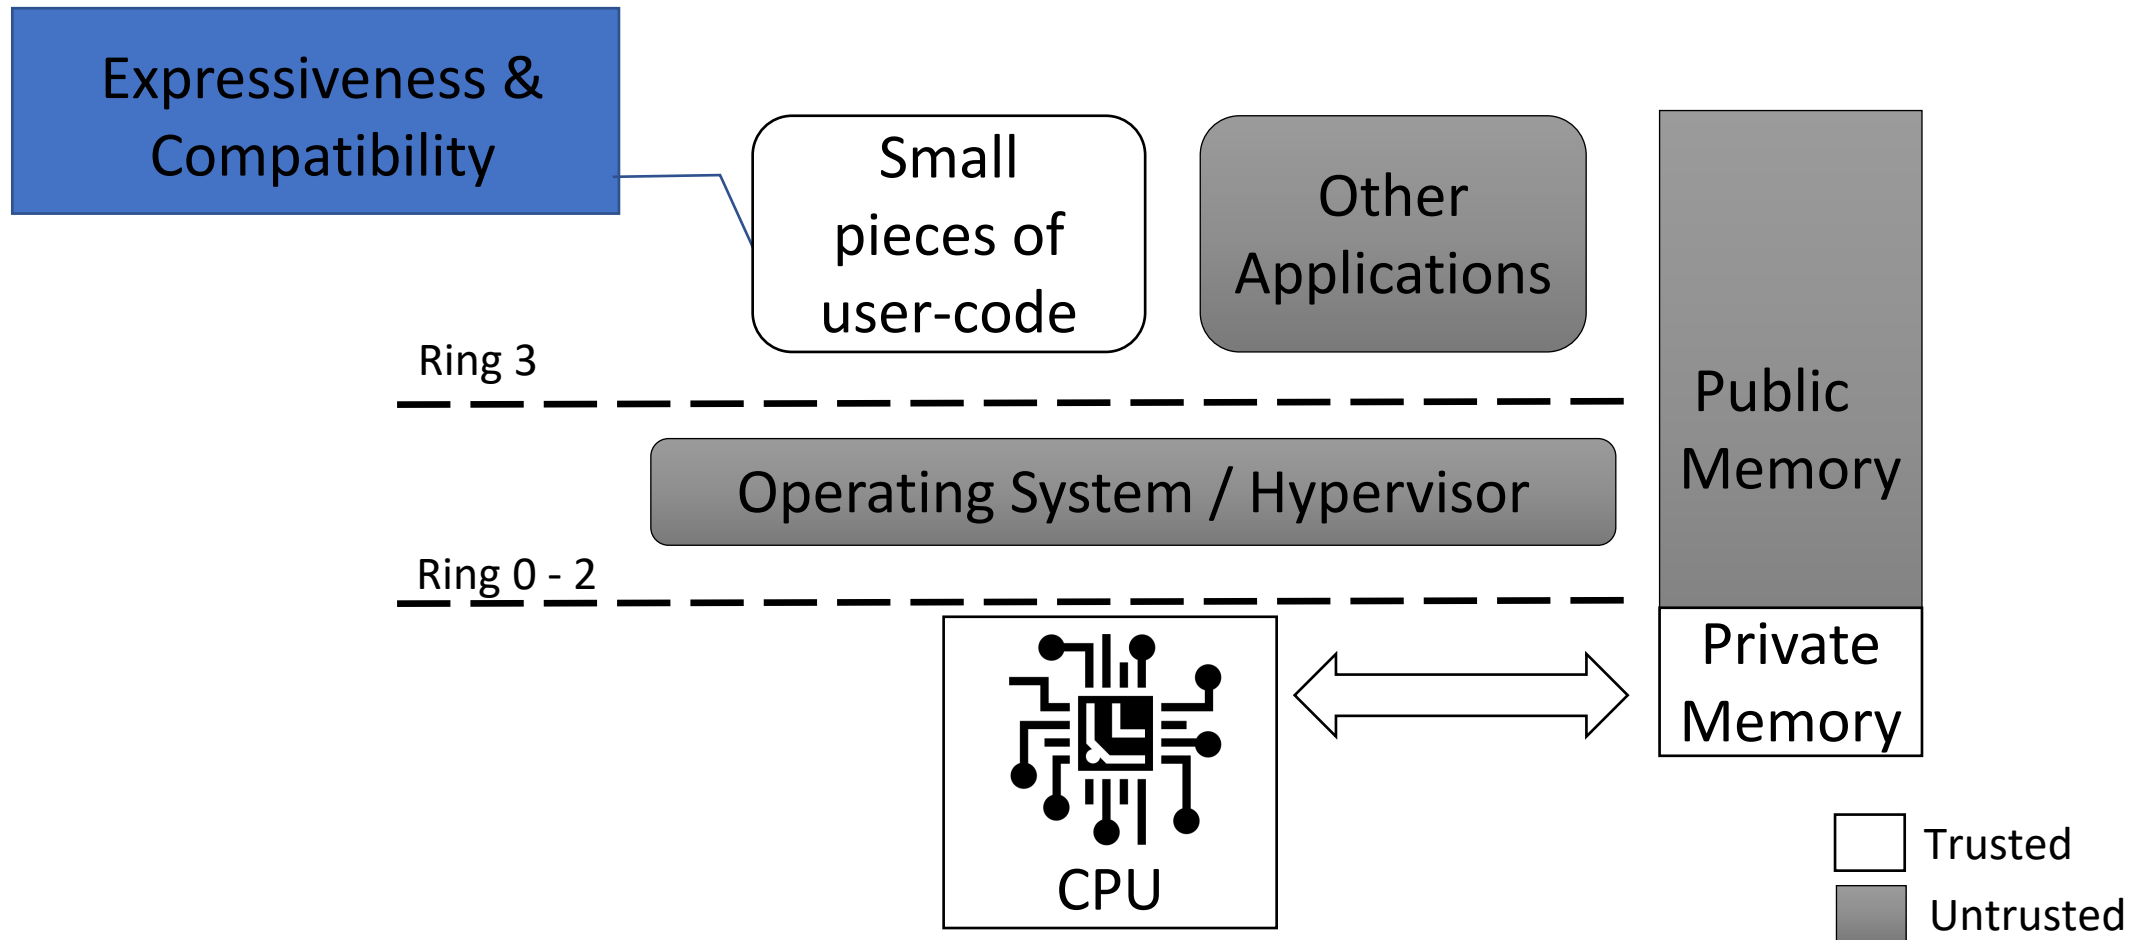 Expressiveness &
Compatibility
Small
pieces of
user-code
Other
Applications
Ring 3
Public
Memory
Operating System / Hypervisor
Ring 0 - 2
Private
Memory
CPU
Trusted
Untrusted